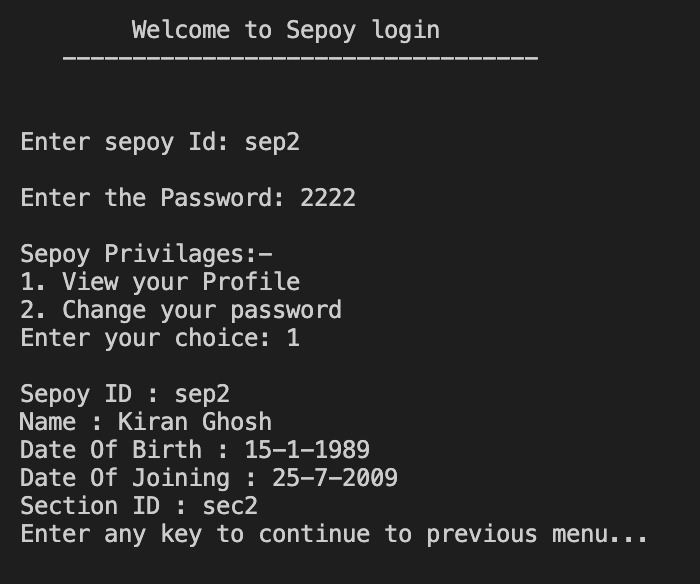 Welcome to Sepoy login
----------------------------------
Enter sepoy Id: sep2
Enter the Password: 2222
Sepoy Privilages:-
1. View your Profile
2. Change your password
Enter your choice: 1
Sepoy ID : sep2
Name : Kiran Ghosh
Date Of Birth : 15-1-1989
Date Of Joining : 25-7-2009
Section ID : sec2
Enter any key to continue to previous menu...